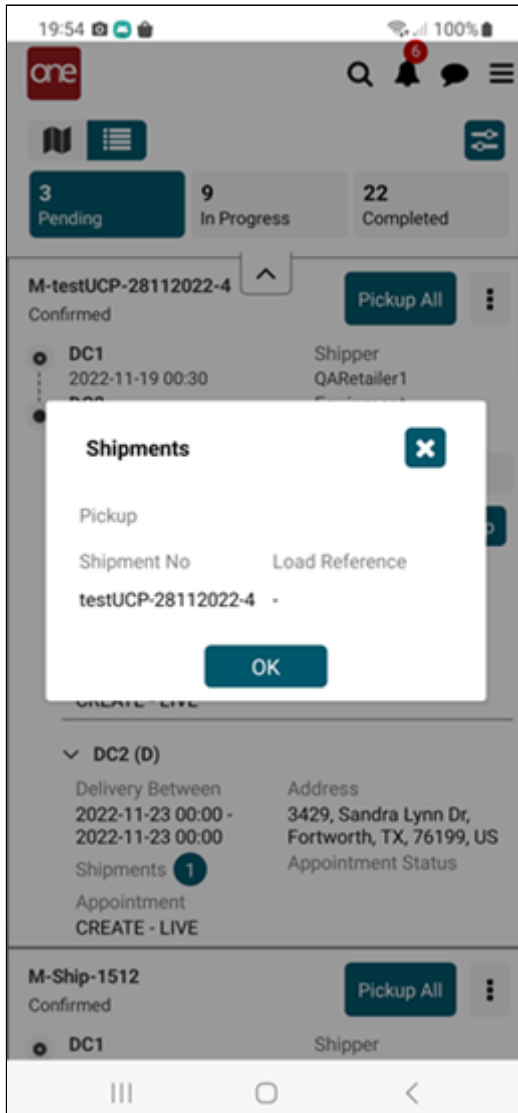 19:54
100%
one
6
3
Pending
9
In Progress
22
Completed
M-testUCP-28112022-4
Confirmed
Pickup All
DC1
2022-11-19 00:30
Shipper
QARetailer1
Shipments
Pickup
Shipment No Load Reference
testUCP-28112022-4 -
OK
CREATE - LIVE
DC2 (D)
Delivery Between
2022-11-23 00:00 -
2022-11-23 00:00
Address
3429, Sandra Lynn Dr,
Fortworth, TX, 76199, US
Shipments 1
Appointment Status
Appointment
CREATE - LIVE
M-Ship-1512
Confirmed
Pickup All
DC1
Shipper